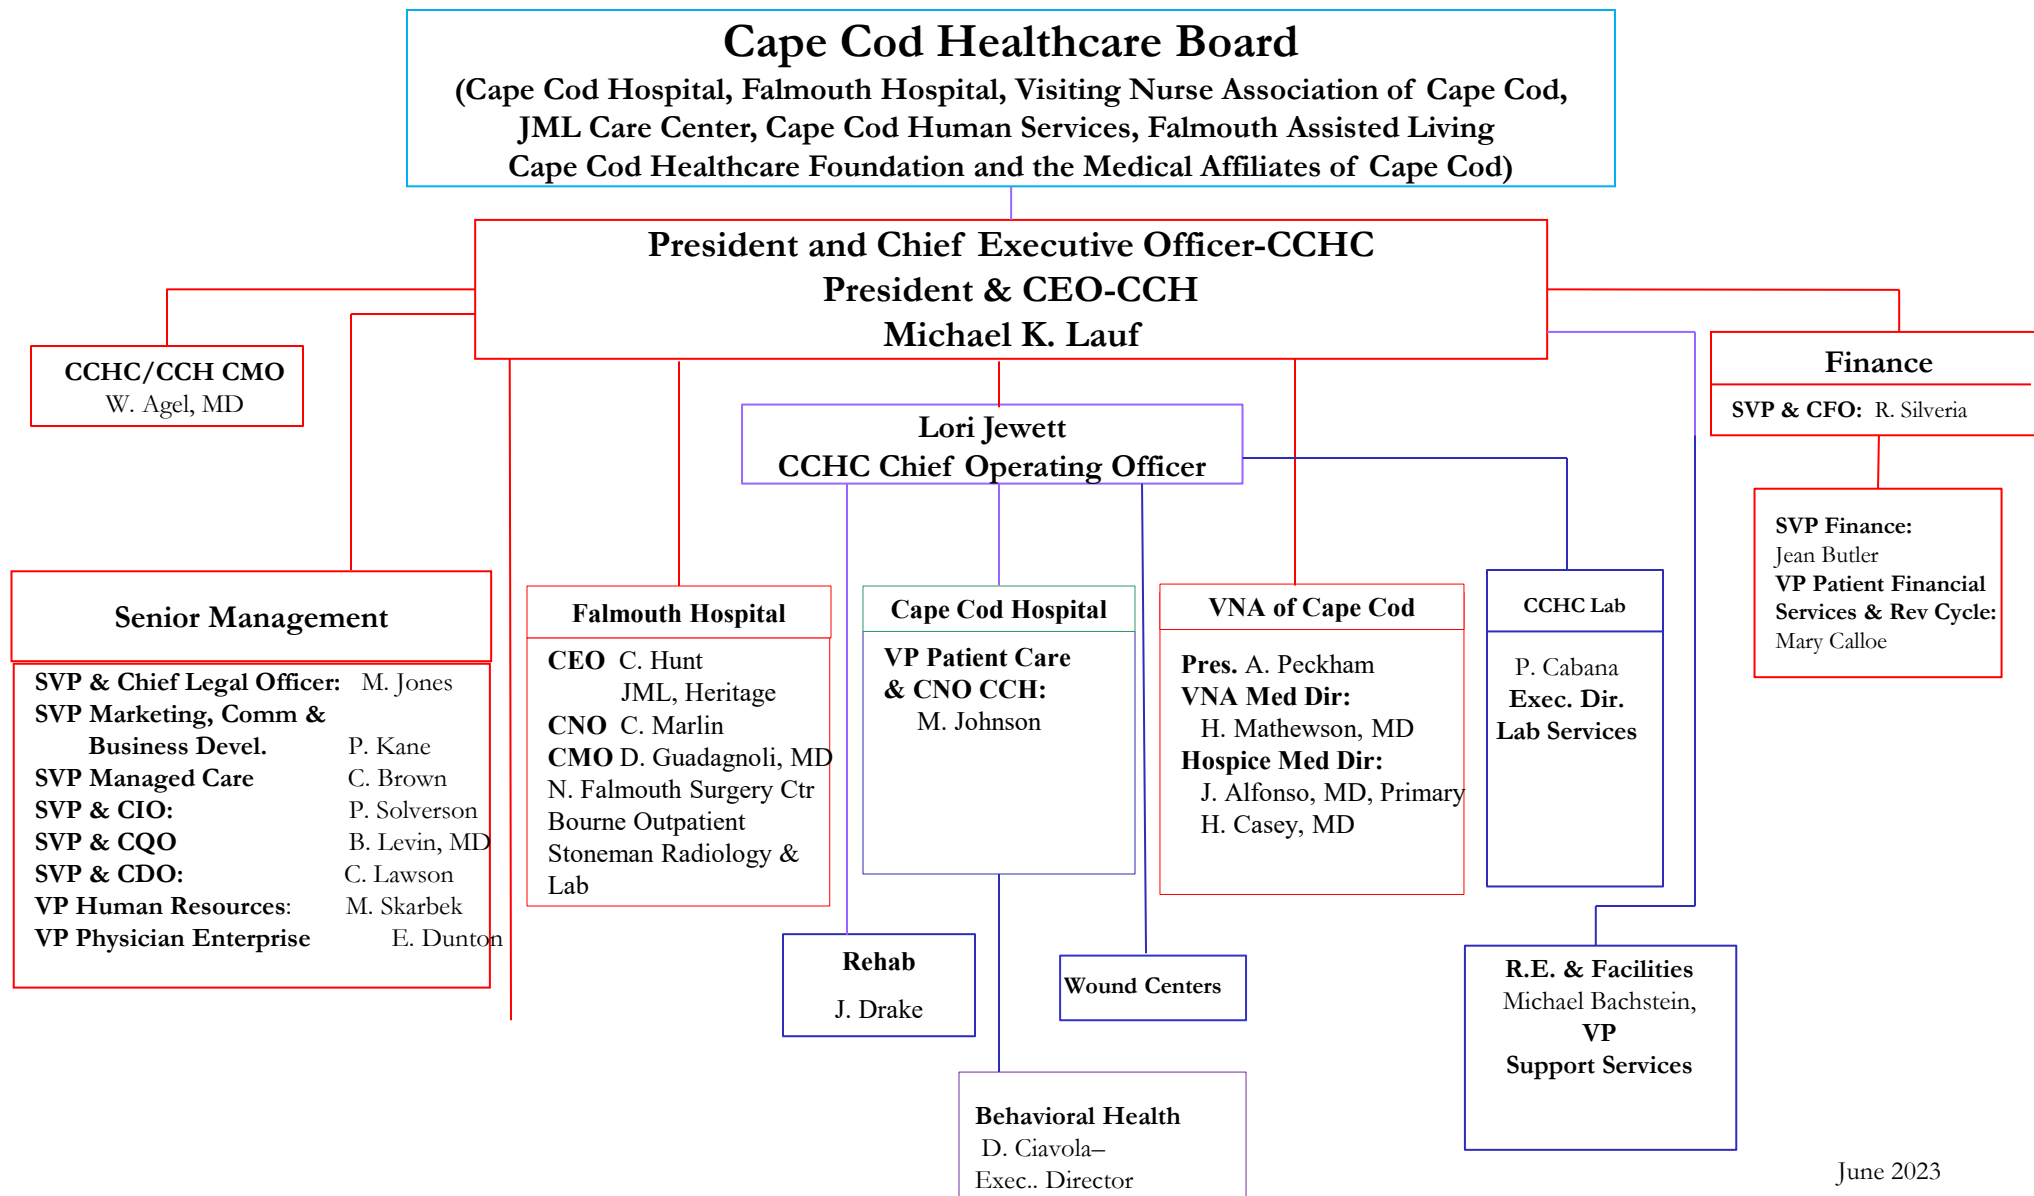 Cape Cod Healthcare Board
(Cape Cod Hospital, Falmouth Hospital, Visiting Nurse Association of Cape Cod,
JML Care Center, Cape Cod Human Services, Falmouth Assisted Living
Cape Cod Healthcare Foundation and the Medical Affiliates of Cape Cod)
President and Chief Executive Officer-CCHC
President & CEO-CCH
Michael K. Lauf
CCHC/CCH CMO
W. Agel, MD
Finance
SVP & CFO: R. Silveria
Lori Jewett
CCHC Chief Operating Officer
SVP Finance:
Jean Butler
VP Patient Financial
Services & Rev Cycle:
Mary Calloe
Senior Management
SVP & Chief Legal Officer: M. Jones
SVP Marketing, Comm &
Business Devel. P. Kane
SVP Managed Care C. Brown
SVP & CIO: P. Solverson
SVP & CQO B. Levin, MD
SVP & CDO: C. Lawson
VP Human Resources: M. Skarbek
VP Physician Enterprise E. Dunton
Falmouth Hospital
CEO C. Hunt
JML, Heritage
CNO C. Marlin
CMO D. Guadagnoli, MD
N. Falmouth Surgery Ctr
Bourne Outpatient
Stoneman Radiology &
Lab
Cape Cod Hospital
VP Patient Care
& CNO CCH:
M. Johnson
VNA of Cape Cod
Pres. A. Peckham
VNA Med Dir:
H. Mathewson, MD
Hospice Med Dir:
J. Alfonso, MD, Primary
H. Casey, MD
CCHC Lab
P. Cabana
Exec. Dir.
Lab Services
Rehab
J. Drake
Wound Centers
R.E. & Facilities
Michael Bachstein,
VP
Support Services
Behavioral Health
D. Ciavola–
Exec.. Director
June 2023